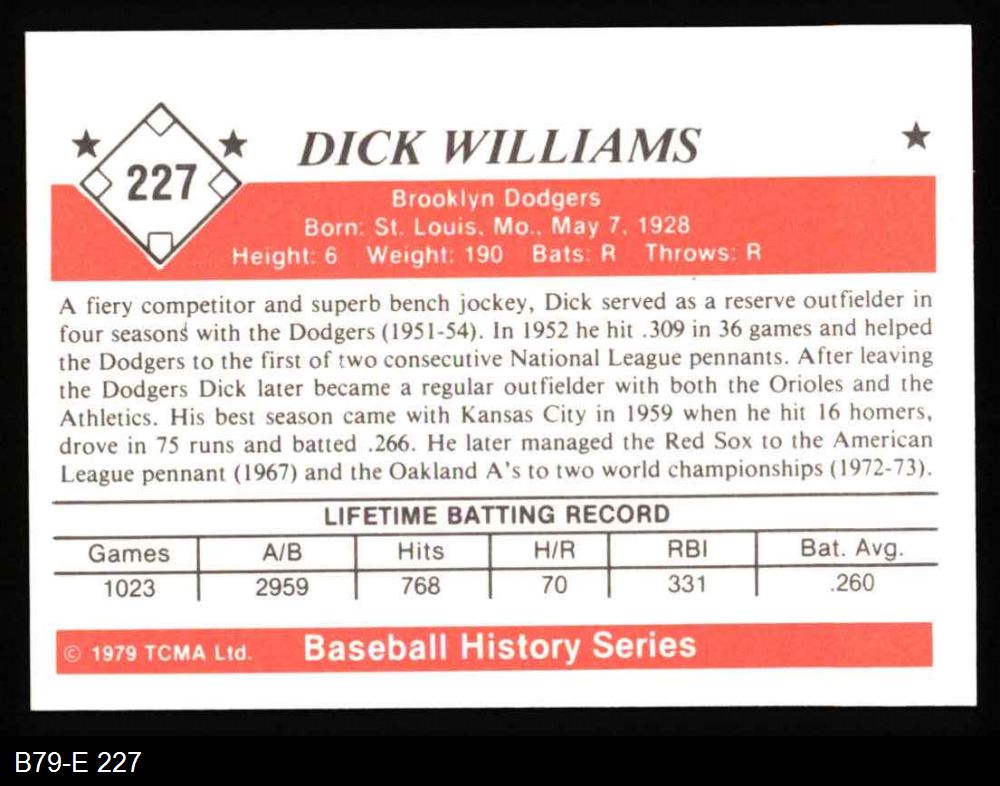 227
DICK WILLIAMS
Brooklyn Dodgers
Born: St. Louis, Mo., May 7, 1928
Height: 6 Weight: 190 Bats: R Throws: R
A fiery competitor and superb bench jockey, Dick served as a reserve outfielder in
four seasons with the Dodgers (1951-54). In 1952 he hit .309 in 36 games and helped
the Dodgers to the first of two consecutive National League pennants. After leaving
the Dodgers Dick later became a regular outfielder with both the Orioles and the
Athletics. His best season came with Kansas City in 1959 when he hit 16 homers,
drove in 75 runs and batted .266. He later managed the Red Sox to the American
League pennant (1967) and the Oakland A's to two world championships (1972-73).
LIFETIME BATTING RECORD
Games A/B Hits H/R RBI Bat. Avg.
1023 2959 768 70 331 .260
© 1979 TCMA Ltd. Baseball History Series
B79-E 227